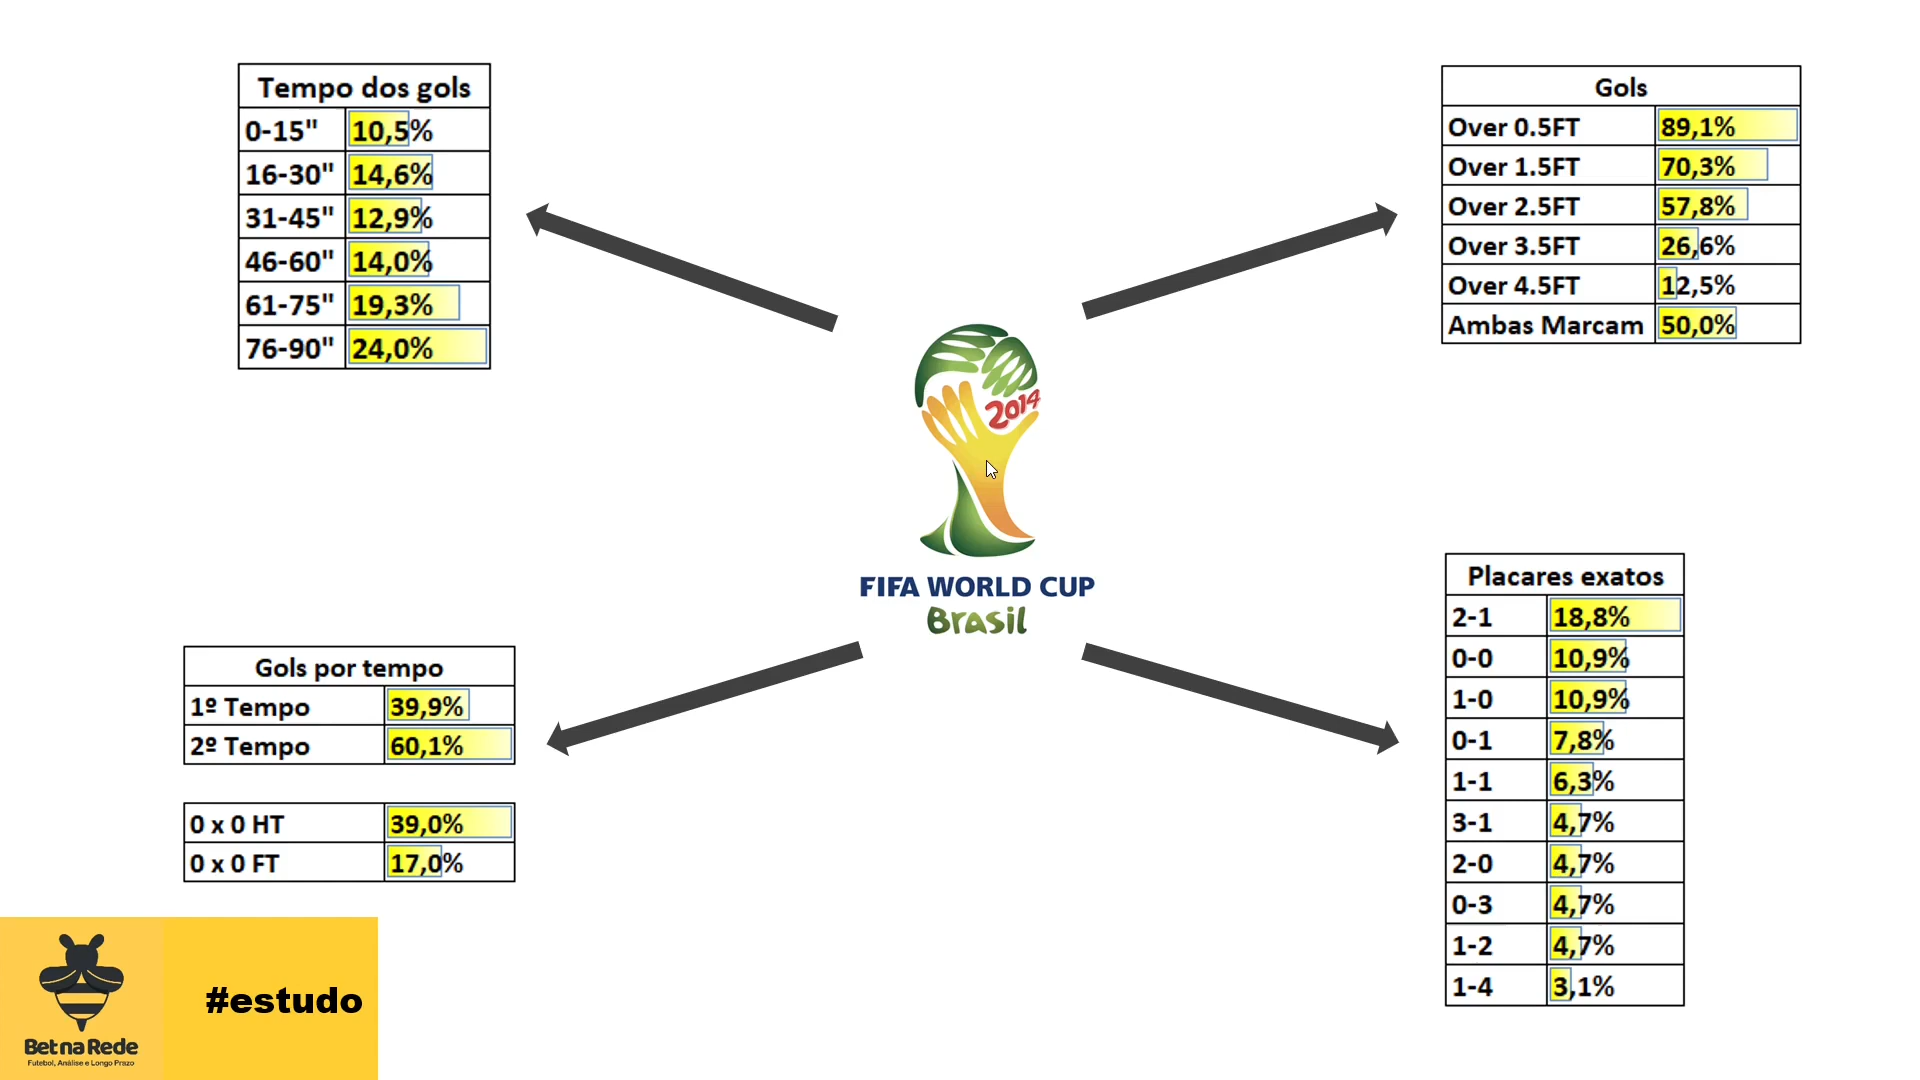 Tempo dos gols
0-15" 10,5%
16-30" 14,6%
31-45" 12,9%
46-60" 14,0%
61-75" 19,3%
76-90" 24,0%
Gols
Over 0.5FT 89,1%
Over 1.5FT 70,3%
Over 2.5FT 57,8%
Over 3.5FT 26,6%
Over 4.5FT 12,5%
Ambas Marcam 50,0%
2014
FIFA WORLD CUP
Brasil
Gols por tempo
1º Tempo 39,9%
2º Tempo 60,1%
0 x 0 HT 39,0%
0 x 0 FT 17,0%
Placares exatos
2-1 18,8%
0-0 10,9%
1-0 10,9%
0-1 7,8%
1-1 6,3%
3-1 4,7%
2-0 4,7%
0-3 4,7%
1-2 4,7%
1-4 3,1%
#estudo
Bet na Rede
Futebol, Análise e Longo Prazo